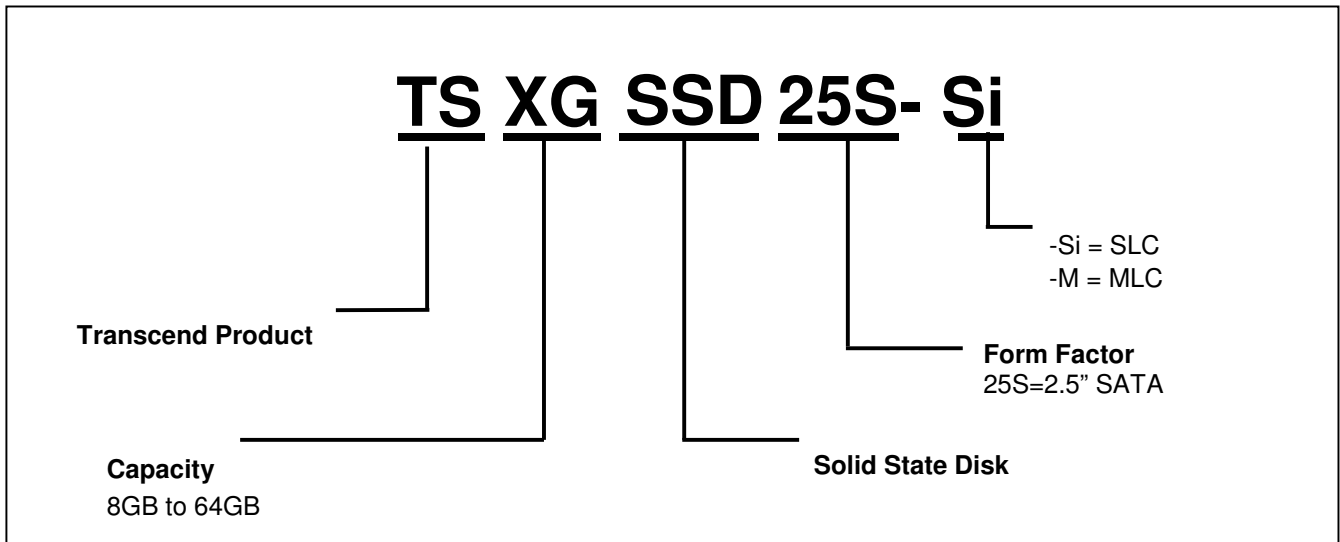 TS XG SSD 25S- Si
-Si = SLC
-M = MLC
Transcend Product
Form Factor
25S=2.5” SATA
Capacity
8GB to 64GB
Solid State Disk